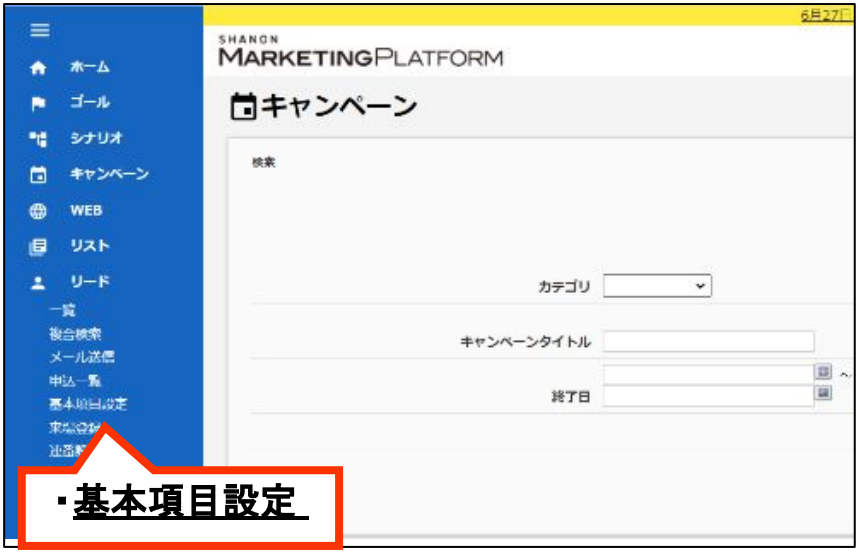 6月27日
SHANON
MARKETINGPLATFORM
ホーム
ゴール
シナリオ
キャンペーン
WEB
リスト
リード
一覧
複合検索
メール送信
申込一覧
基本項目設定
キャンペーン
検索
カテゴリ
キャンペーンタイトル
～
終了日
・基本項目設定